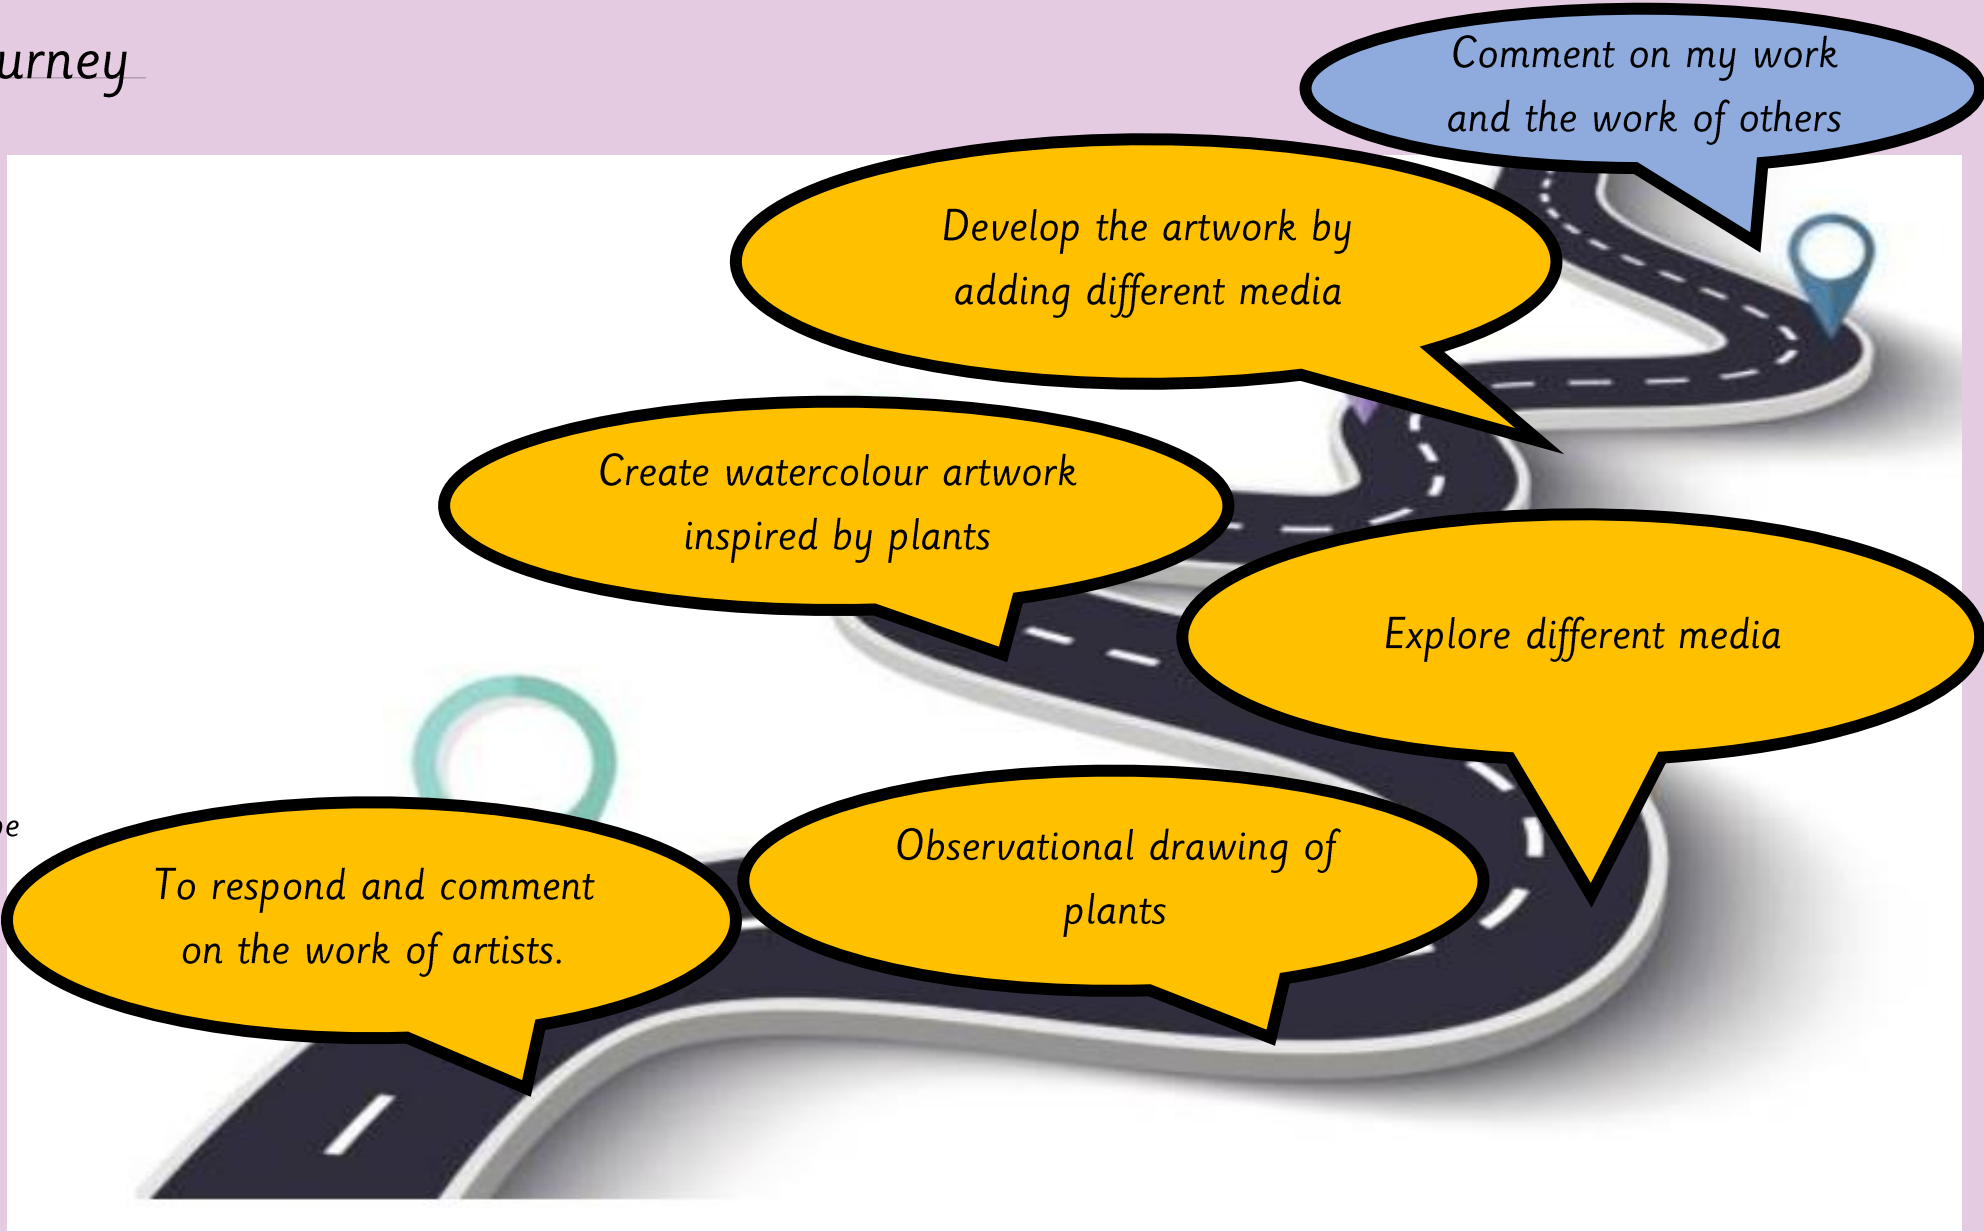 Comment on my work
and the work of others
Develop the artwork by
adding different media
Create watercolour artwork
inspired by plants
Explore different media
Observational drawing of
plants
To respond and comment
on the work of artists.